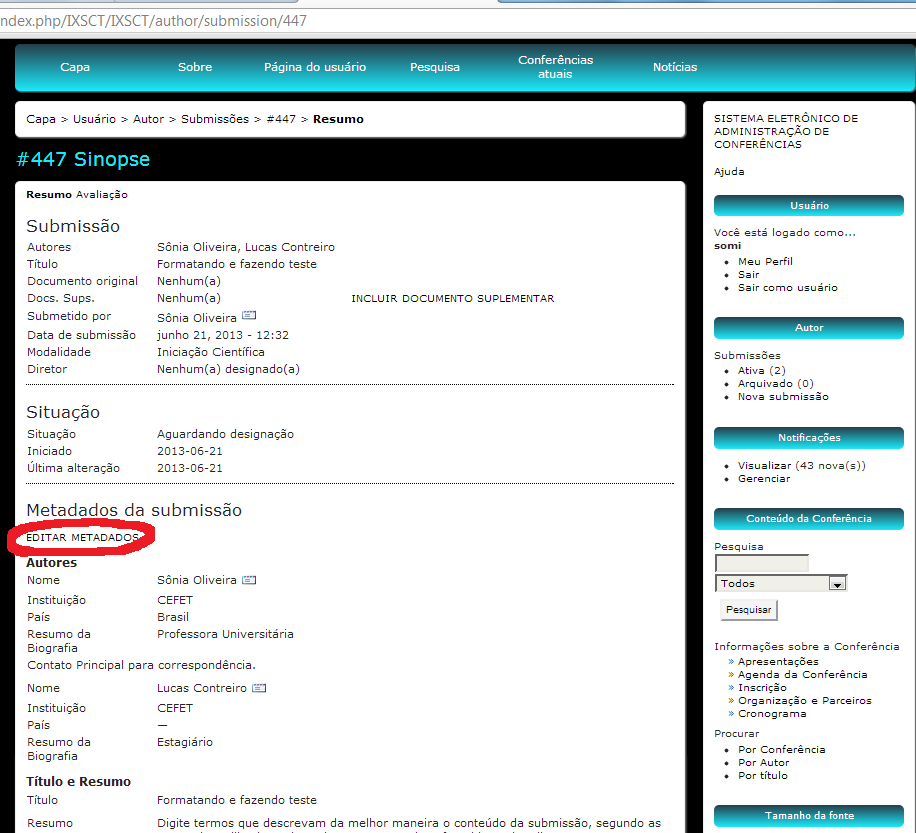 ndex.php/IXSCT/IXSCT/author/submission/447
Capa Sobre Página do usuário Pesquisa Conferências atuais Notícias
Capa > Usuário > Autor > Submissões > #447 > Resumo
#447 Sinopse
Resumo Avaliação
Submissão
Autores Sônia Oliveira, Lucas Contreiro
Título Formatando e fazendo teste
Documento original Nenhum(a)
Docs. Sups. Nenhum(a) INCLUIR DOCUMENTO SUPLEMENTAR
Submetido por Sônia Oliveira
Data de submissão junho 21, 2013 - 12:32
Modalidade Iniciação Científica
Diretor Nenhum(a) designado(a)
Situação
Situação Aguardando designação
Iniciado 2013-06-21
Última alteração 2013-06-21
Metadados da submissão
EDITAR METADADOS
Autores
Nome Sônia Oliveira
Instituição CEFET
País Brasil
Resumo da Professora Universitária
Biografia
Contato Principal para correspondência.
Nome Lucas Contreiro
Instituição CEFET
País —
Resumo da Estagiário
Biografia
Título e Resumo
Título Formatando e fazendo teste
Resumo Digite termos que descrevam da melhor maneira o conteúdo da submissão, segundo as
SISTEMA ELETRÔNICO DE
ADMINISTRAÇÃO DE
CONFERÊNCIAS
Ajuda
Usuário
Você está logado como...
somi
Meu Perfil
Sair
Sair como usuário
Autor
Submissões
Ativa (2)
Arquivado (0)
Nova submissão
Notificações
Visualizar (43 nova(s))
Gerenciar
Conteúdo da Conferência
Pesquisa
Todos
Pesquisar
Informações sobre a Conferência
» Apresentações
» Agenda da Conferência
» Inscrição
» Organização e Parceiros
» Cronograma
Procurar
Por Conferência
Por Autor
Por título
Tamanho da fonte